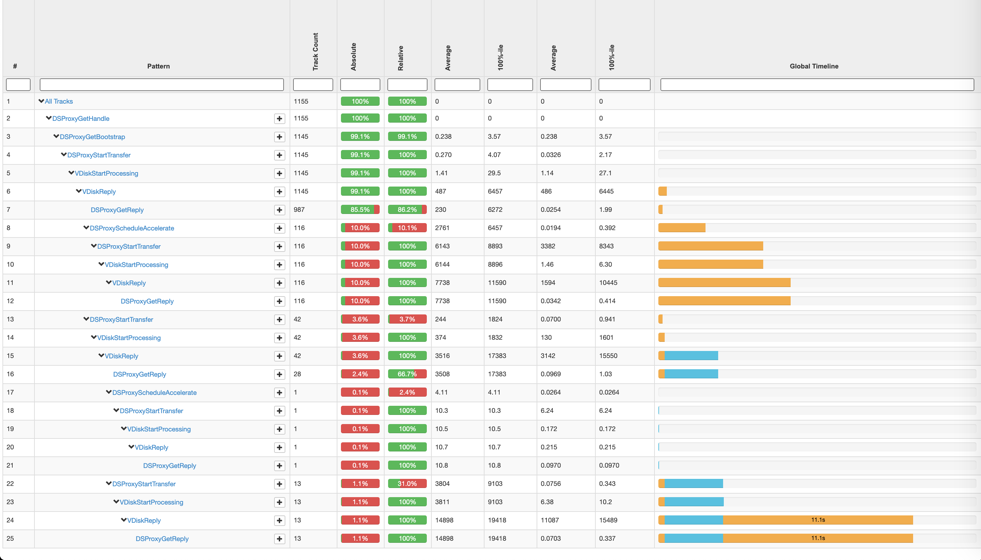 # Pattern Track Count Absolute Relative Average 100%-ile Average 100%-ile Global Timeline
1 All Tracks 1155 100% 100% 0 0 0 0
2 DSProxyGetHandle + 1155 100% 100% 0 0 0 0
3 DSProxyGetBootstrap + 1145 99.1% 99.1% 0.238 3.57 0.238 3.57
4 DSProxyStartTransfer + 1145 99.1% 100% 0.270 4.07 0.0326 2.17
5 VDiskStartProcessing + 1145 99.1% 100% 1.41 29.5 1.14 27.1
6 VDiskReply + 1145 99.1% 100% 487 6457 486 6445
7 DSProxyGetReply + 987 85.5% 86.2% 230 6272 0.0254 1.99
8 DSProxyScheduleAccelerate + 116 10.0% 10.1% 2761 6457 0.0194 0.392
9 DSProxyStartTransfer + 116 10.0% 100% 6143 8893 3382 8343
10 VDiskStartProcessing + 116 10.0% 100% 6144 8896 1.46 6.30
11 VDiskReply + 116 10.0% 100% 7738 11590 1594 10445
12 DSProxyGetReply + 116 10.0% 100% 7738 11590 0.0342 0.414
13 DSProxyStartTransfer + 42 3.6% 3.7% 244 1824 0.0700 0.941
14 VDiskStartProcessing + 42 3.6% 100% 374 1832 130 1601
15 VDiskReply + 42 3.6% 100% 3516 17383 3142 15550
16 DSProxyGetReply + 28 2.4% 66.7% 3508 17383 0.0969 1.03
17 DSProxyScheduleAccelerate + 1 0.1% 2.4% 4.11 4.11 0.0264 0.0264
18 DSProxyStartTransfer + 1 0.1% 100% 10.3 10.3 6.24 6.24
19 VDiskStartProcessing + 1 0.1% 100% 10.5 10.5 0.172 0.172
20 VDiskReply + 1 0.1% 100% 10.7 10.7 0.215 0.215
21 DSProxyGetReply + 1 0.1% 100% 10.8 10.8 0.0970 0.0970
22 DSProxyStartTransfer + 13 1.1% 31.0% 3804 9103 0.0756 0.343
23 VDiskStartProcessing + 13 1.1% 100% 3811 9103 6.38 10.2
24 VDiskReply + 13 1.1% 100% 14898 19418 11087 15489 11.1s
25 DSProxyGetReply + 13 1.1% 100% 14898 19418 0.0703 0.337 11.1s